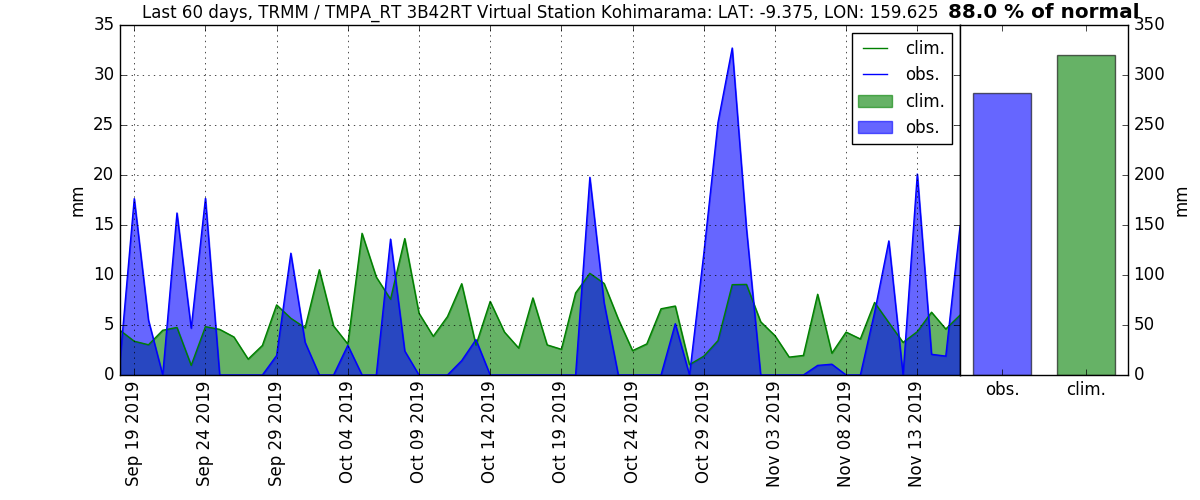 Last 60 days, TRMM / TMPA_RT 3B42RT Virtual Station Kohimarama: LAT: -9.375, LON: 159.625 88.0 % of normal
35
30
25
20
15
10
5
0
mm
clim.
obs.
clim.
obs.
350
300
250
200
150
100
50
0
mm
obs.
clim.
Sep 19 2019
Sep 24 2019
Sep 29 2019
Oct 04 2019
Oct 09 2019
Oct 14 2019
Oct 19 2019
Oct 24 2019
Oct 29 2019
Nov 03 2019
Nov 08 2019
Nov 13 2019